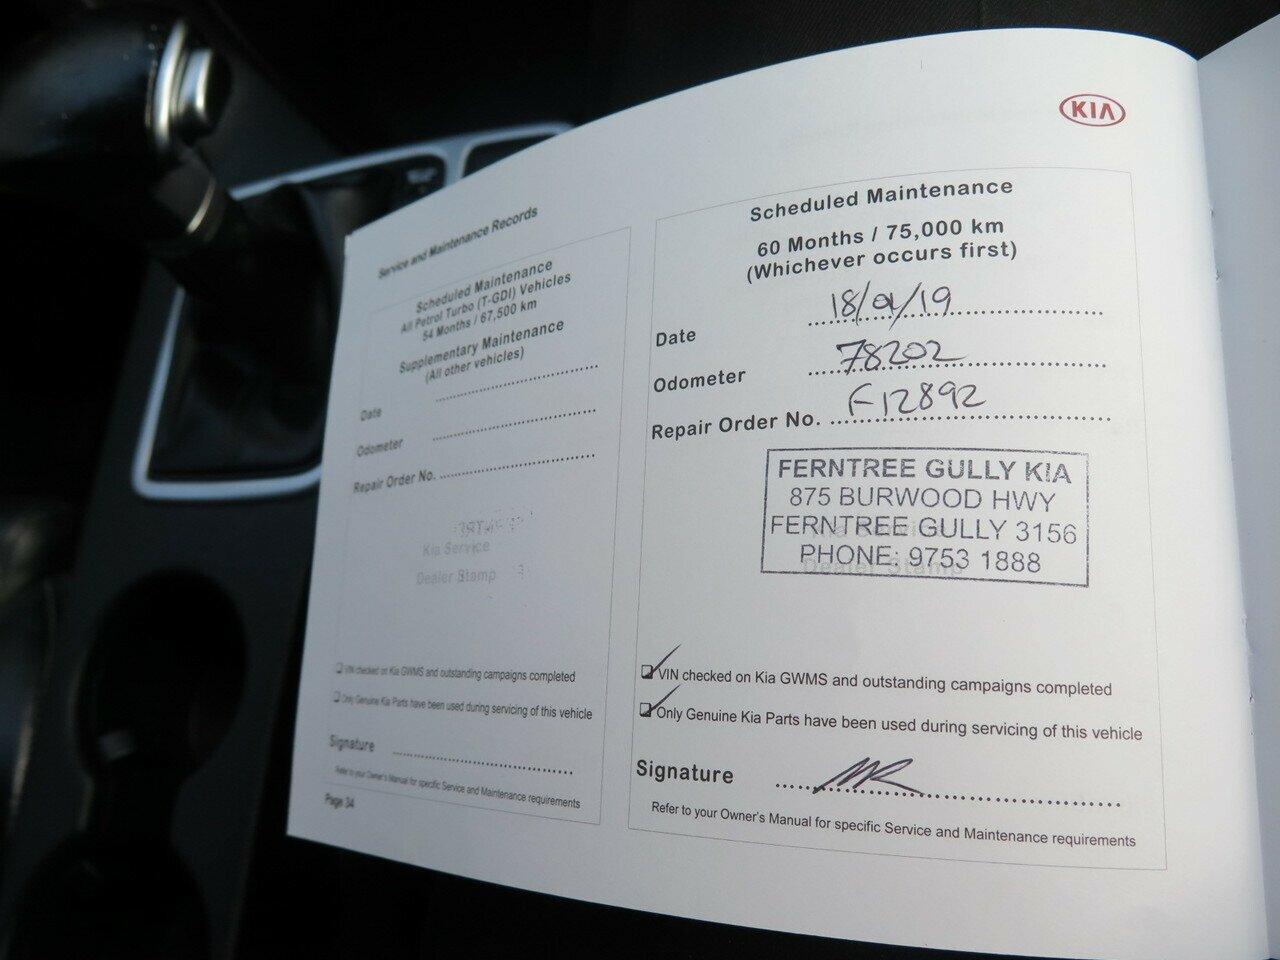 Service and Maintenance Records
Scheduled Maintenance
All Petrol Turbo (T-GDI) Vehicles
54 Months / 67,500 km
Supplementary Maintenance
(All other vehicles)
Date
Odometer
Repair Order No.
Kia Service
Dealer Stamp
VIN checked on Kia GWMS and outstanding campaigns completed
Only Genuine Kia Parts have been used during servicing of this vehicle
Signature
Refer to your Owner's Manual for specific Service and Maintenance requirements
Page 34
KIA
Scheduled Maintenance
60 Months / 75,000 km
(Whichever occurs first)
Date 18/01/19
Odometer 78202
Repair Order No. F12892
FERNTREE GULLY KIA
875 BURWOOD HWY
FERNTREE GULLY 3156
PHONE: 9753 1888
Dealer Stamp
VIN checked on Kia GWMS and outstanding campaigns completed
Only Genuine Kia Parts have been used during servicing of this vehicle
Signature
Refer to your Owner's Manual for specific Service and Maintenance requirements